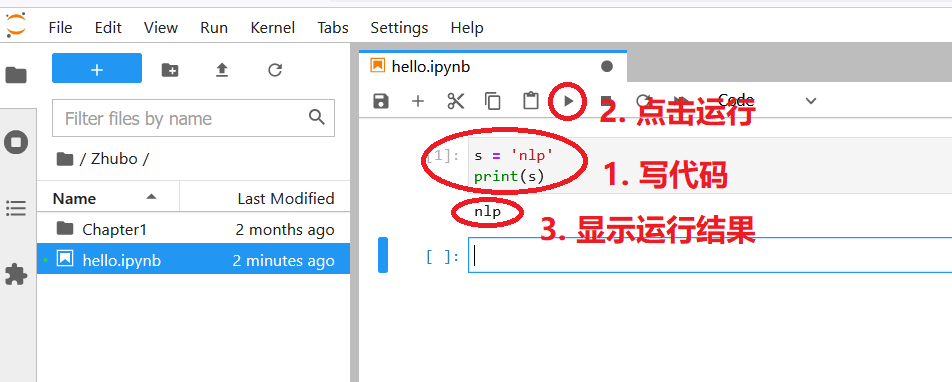 File Edit View Run Kernel Tabs Settings Help
+
Filter files by name
/ Zhubo /
Name Last Modified
Chapter1 2 months ago
hello.ipynb 2 minutes ago
hello.ipynb
Code
2. 点击运行
[1]: s = 'nlp'
print(s)
1. 写代码
nlp
3. 显示运行结果
[ ]: